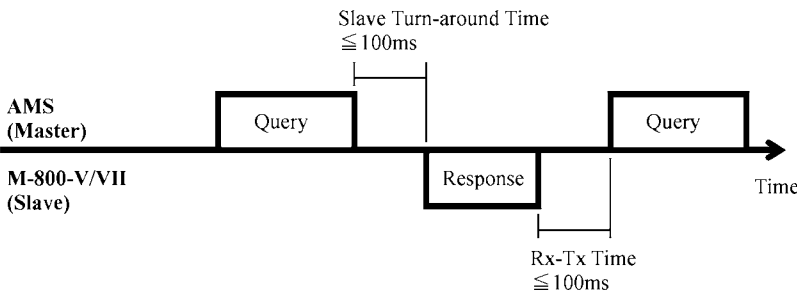 Slave Turn-around Time
≦100ms
AMS
(Master)
Query
Query
M-800-V/VII
(Slave)
Response
Time
Rx-Tx Time
≦100ms